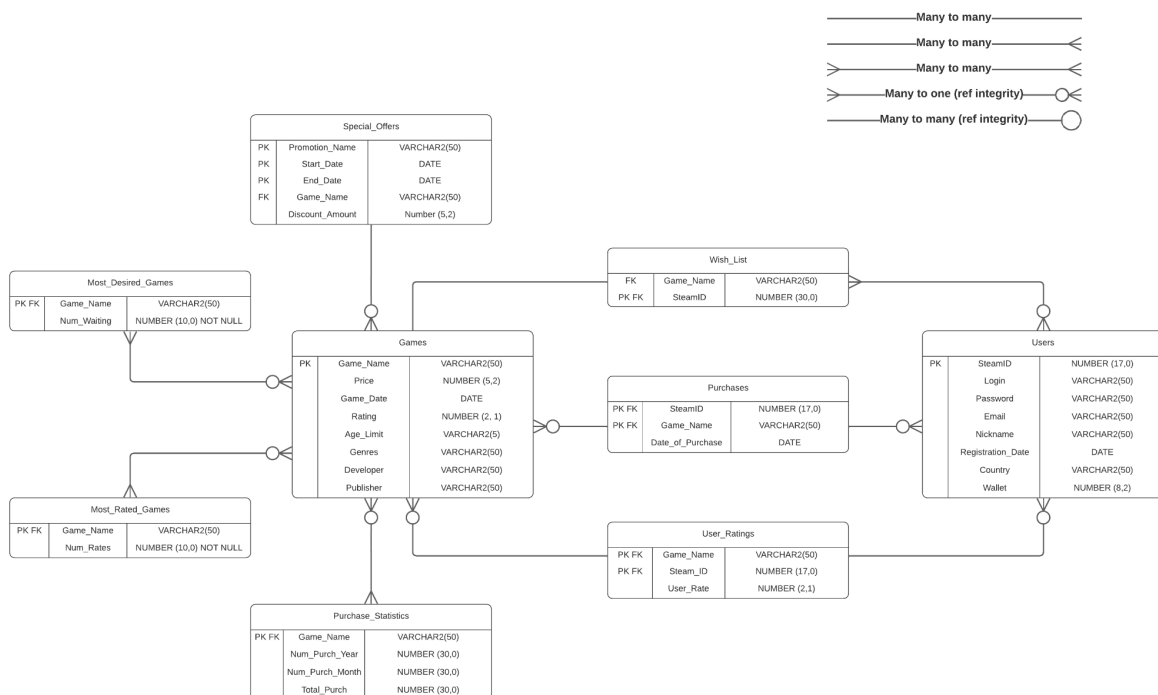 Many to many
Many to many
Many to many
Many to one (ref integrity)
Many to many (ref integrity)
Special_Offers
PK Promotion_Name VARCHAR2(50)
PK Start_Date DATE
PK End_Date DATE
FK Game_Name VARCHAR2(50)
Discount_Amount Number (5,2)
Most_Desired_Games
PK FK Game_Name VARCHAR2(50)
Num_Waiting NUMBER (10,0) NOT NULL
Wish_List
FK Game_Name VARCHAR2(50)
PK FK SteamID NUMBER (30,0)
Games
PK Game_Name VARCHAR2(50)
Price NUMBER (5,2)
Game_Date DATE
Rating NUMBER (2, 1)
Age_Limit VARCHAR2(5)
Genres VARCHAR2(50)
Developer VARCHAR2(50)
Publisher VARCHAR2(50)
Purchases
PK FK SteamID NUMBER (17,0)
PK FK Game_Name VARCHAR2(50)
Date_of_Purchase DATE
Users
PK SteamID NUMBER (17,0)
Login VARCHAR2(50)
Password VARCHAR2(50)
Email VARCHAR2(50)
Nickname VARCHAR2(50)
Registration_Date DATE
Country VARCHAR2(50)
Wallet NUMBER (8,2)
Most_Rated_Games
PK FK Game_Name VARCHAR2(50)
Num_Rates NUMBER (10,0) NOT NULL
User_Ratings
PK FK Game_Name VARCHAR2(50)
PK FK Steam_ID NUMBER (17,0)
User_Rate NUMBER (2,1)
Purchase_Statistics
PK FK Game_Name VARCHAR2(50)
Num_Purch_Year NUMBER (30,0)
Num_Purch_Month NUMBER (30,0)
Total_Purch NUMBER (30,0)